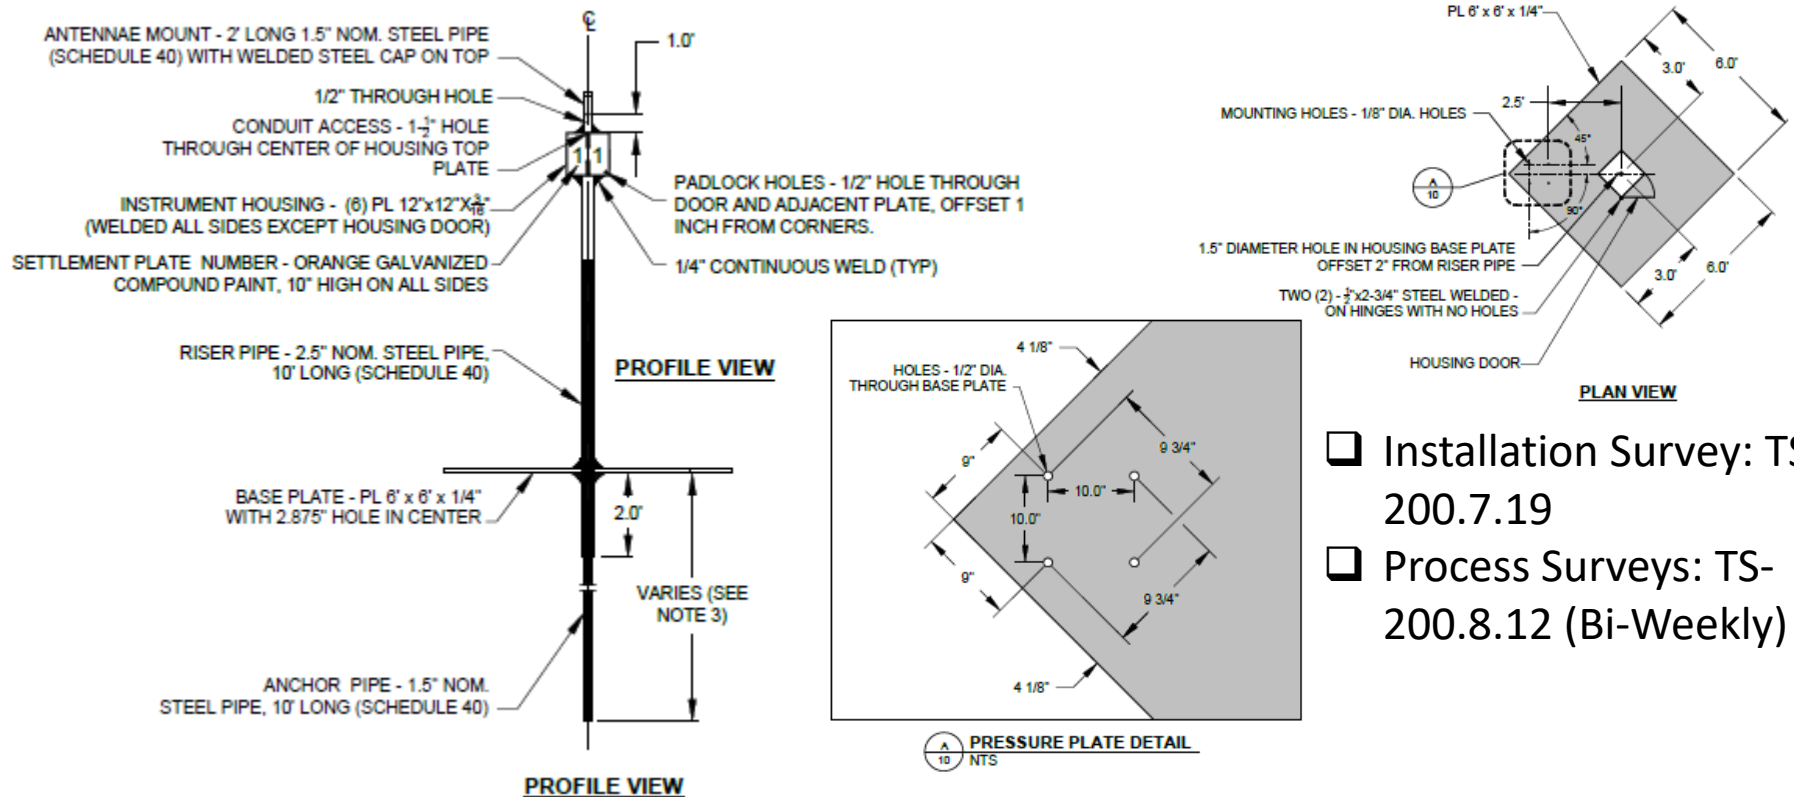 ANTENNAE MOUNT - 2' LONG 1.5" NOM. STEEL PIPE
(SCHEDULE 40) WITH WELDED STEEL CAP ON TOP
1/2" THROUGH HOLE
CONDUIT ACCESS - 1-1/2" HOLE
THROUGH CENTER OF HOUSING TOP
PLATE
INSTRUMENT HOUSING - (6) PL 12"x12"X3/16"
(WELDED ALL SIDES EXCEPT HOUSING DOOR)
SETTLEMENT PLATE NUMBER - ORANGE GALVANIZED
COMPOUND PAINT, 10" HIGH ON ALL SIDES
RISER PIPE - 2.5" NOM. STEEL PIPE,
10' LONG (SCHEDULE 40)
BASE PLATE - PL 6' x 6' x 1/4"
WITH 2.875" HOLE IN CENTER
ANCHOR PIPE - 1.5" NOM.
STEEL PIPE, 10' LONG (SCHEDULE 40)
℄
1.0'
1 1
PADLOCK HOLES - 1/2" HOLE THROUGH
DOOR AND ADJACENT PLATE, OFFSET 1
INCH FROM CORNERS.
1/4" CONTINUOUS WELD (TYP)
PROFILE VIEW
2.0'
VARIES (SEE
NOTE 3)
PROFILE VIEW
4 1/8"
HOLES - 1/2" DIA.
THROUGH BASE PLATE
9"
9 3/4"
10.0"
10.0"
9"
9 3/4"
4 1/8"
A
10
PRESSURE PLATE DETAIL
NTS
PL 6' x 6' x 1/4"
3.0'
6.0'
2.5'
MOUNTING HOLES - 1/8" DIA. HOLES
45°
A
10
90°
1.5" DIAMETER HOLE IN HOUSING BASE PLATE
OFFSET 2" FROM RISER PIPE
3.0'
6.0'
TWO (2) - 1/2"x2-3/4" STEEL WELDED -
ON HINGES WITH NO HOLES
HOUSING DOOR
PLAN VIEW
❑ Installation Survey: TS
200.7.19
❑ Process Surveys: TS-
200.8.12 (Bi-Weekly)